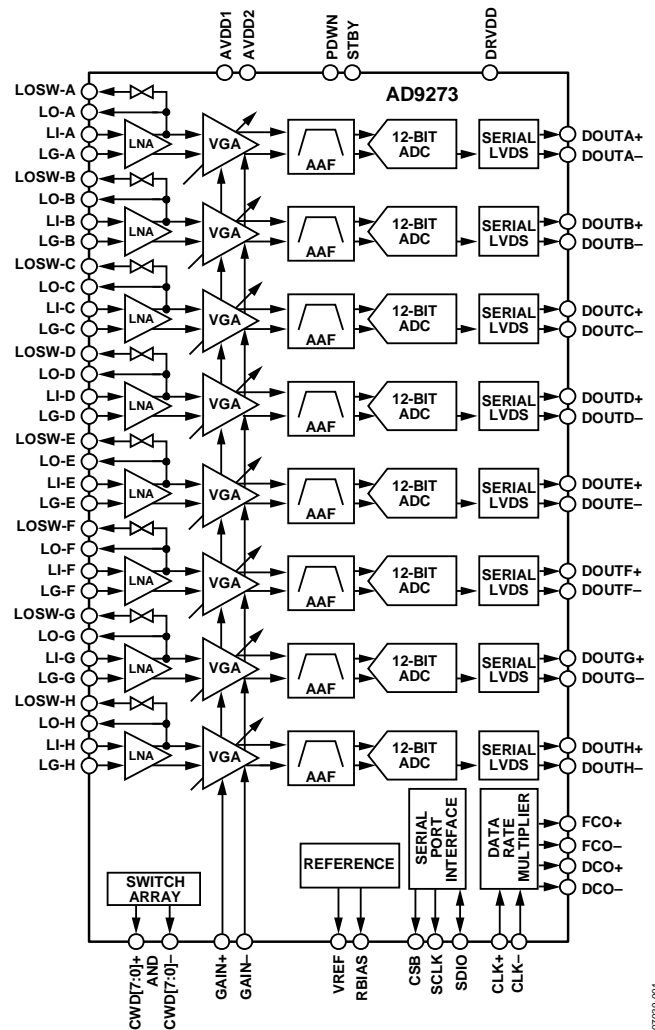 AVDD1
AVDD2
PDWN
STBY
DRVDD
AD9273
LOSW-A
LO-A
LI-A
LG-A
LNA
VGA
AAF
12-BIT
ADC
SERIAL
LVDS
DOUTA+
DOUTA–
LOSW-B
LO-B
LI-B
LG-B
LNA
VGA
AAF
12-BIT
ADC
SERIAL
LVDS
DOUTB+
DOUTB–
LOSW-C
LO-C
LI-C
LG-C
LNA
VGA
AAF
12-BIT
ADC
SERIAL
LVDS
DOUTC+
DOUTC–
LOSW-D
LO-D
LI-D
LG-D
LNA
VGA
AAF
12-BIT
ADC
SERIAL
LVDS
DOUTD+
DOUTD–
LOSW-E
LO-E
LI-E
LG-E
LNA
VGA
AAF
12-BIT
ADC
SERIAL
LVDS
DOUTE+
DOUTE–
LOSW-F
LO-F
LI-F
LG-F
LNA
VGA
AAF
12-BIT
ADC
SERIAL
LVDS
DOUTF+
DOUTF–
LOSW-G
LO-G
LI-G
LG-G
LNA
VGA
AAF
12-BIT
ADC
SERIAL
LVDS
DOUTG+
DOUTG–
LOSW-H
LO-H
LI-H
LG-H
LNA
VGA
AAF
12-BIT
ADC
SERIAL
LVDS
DOUTH+
DOUTH–
SWITCH
ARRAY
REFERENCE
SERIAL
PORT
INTERFACE
DATA
RATE
MULTIPLIER
FCO+
FCO–
DCO+
DCO–
CWD[7:0]+
AND
CWD[7:0]–
GAIN+
GAIN–
VREF
RBIAS
CSB
SCLK
SDIO
CLK+
CLK–